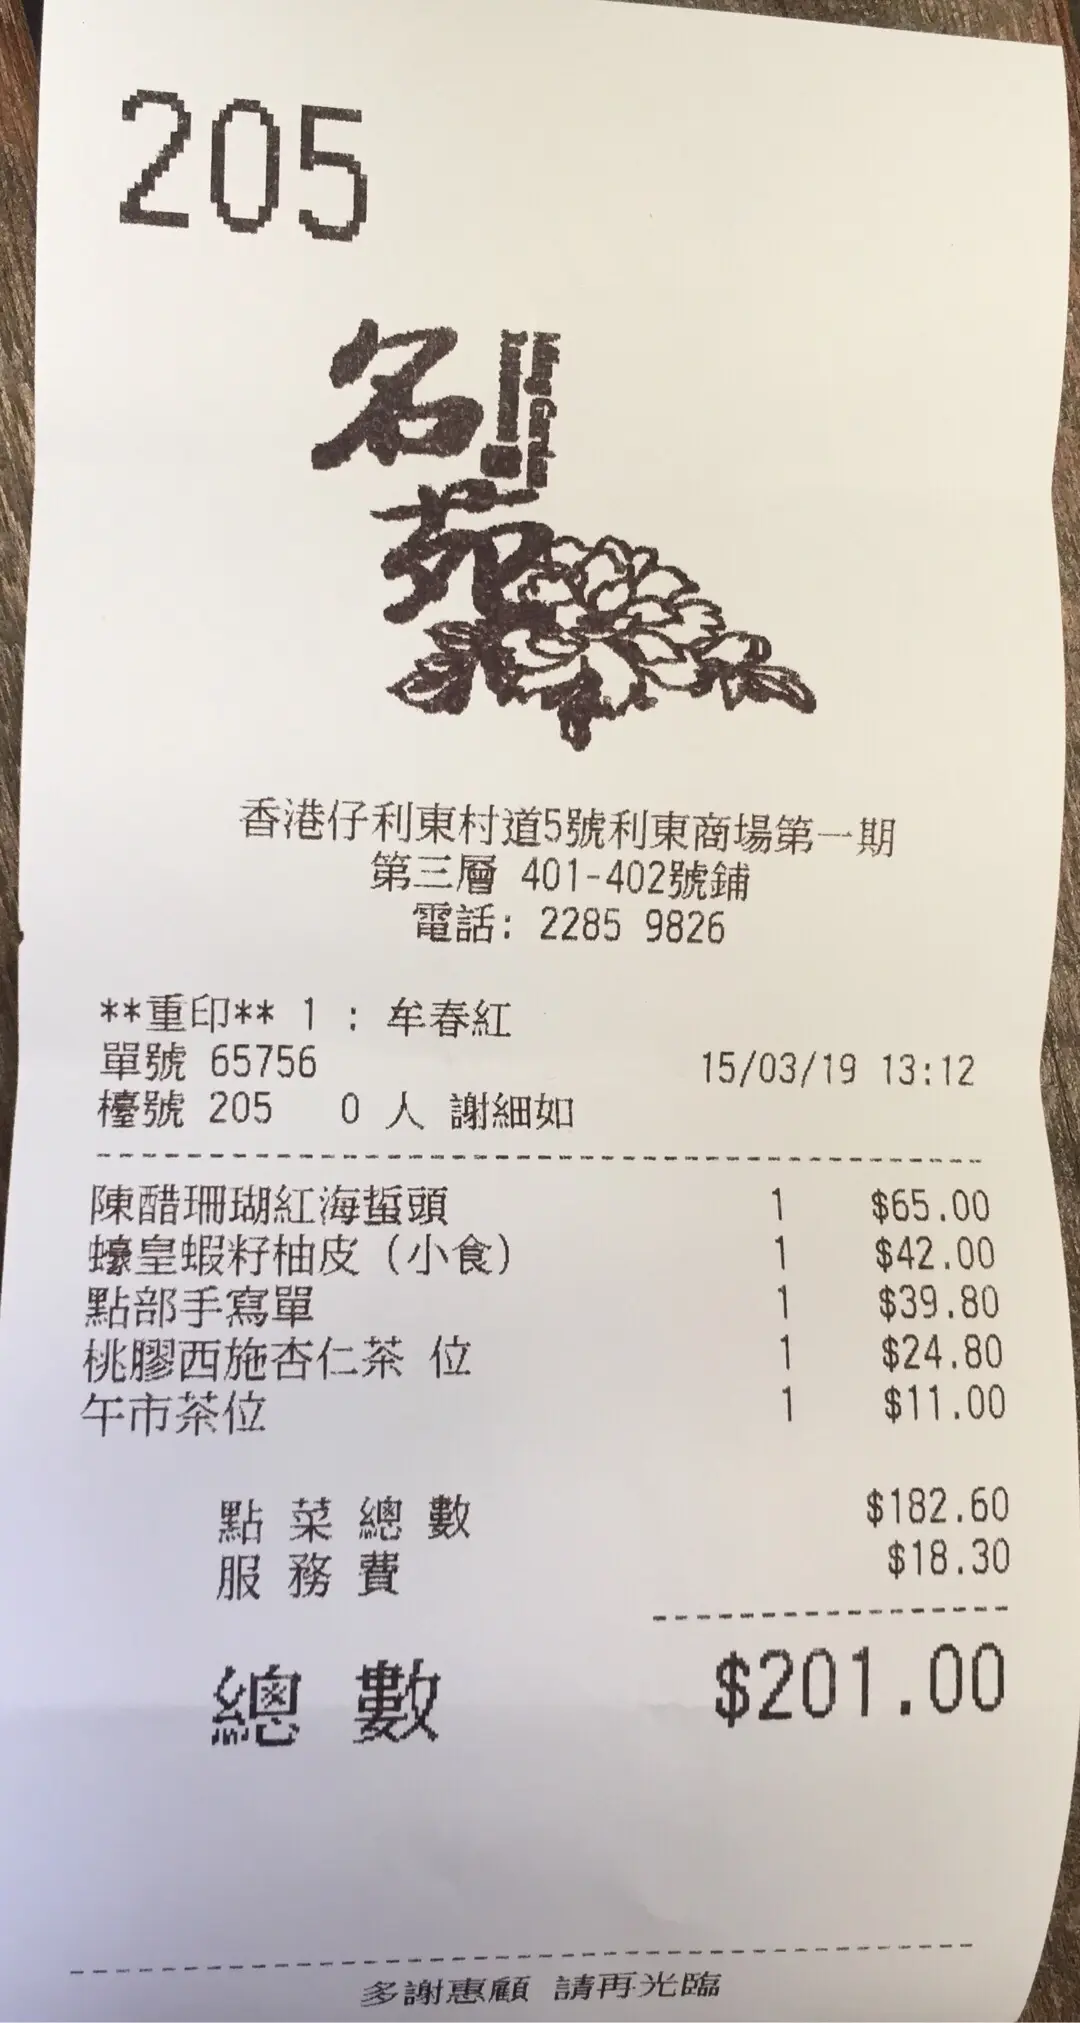 205
名苑
Ming Garden
香港仔利東村道5號利東商場第一期
第三層 401-402號鋪
電話: 2285 9826
**重印** 1 : 牟春紅
單號 65756 15/03/19 13:12
檯號 205 0 人 謝細如
陳醋珊瑚紅海蜇頭 1 $65.00
蠔皇蝦籽柚皮(小食) 1 $42.00
點部手寫單 1 $39.80
桃膠西施杏仁茶 位 1 $24.80
午市茶位 1 $11.00
點菜總數 $182.60
服務費 $18.30
總數 $201.00
多謝惠顧 請再光臨